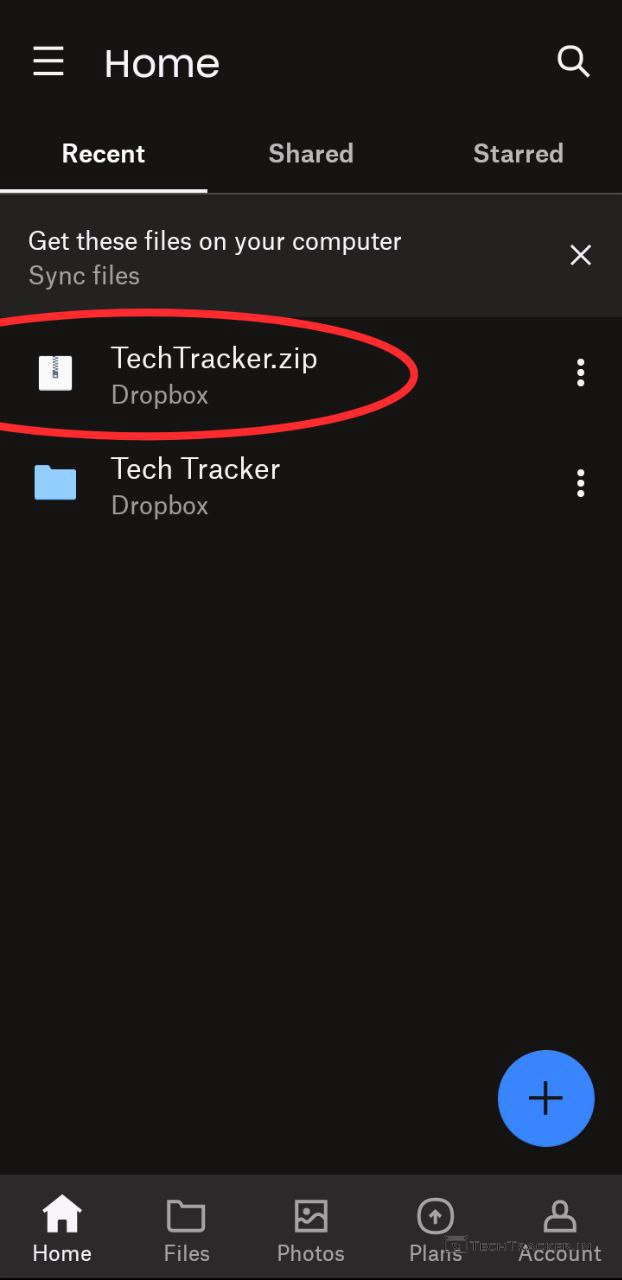 Home
Recent Shared Starred
Get these files on your computer
Sync files
TechTracker.zip
Dropbox
Tech Tracker
Dropbox
Home Files Photos Plans Account
TECHTRACKER.IN